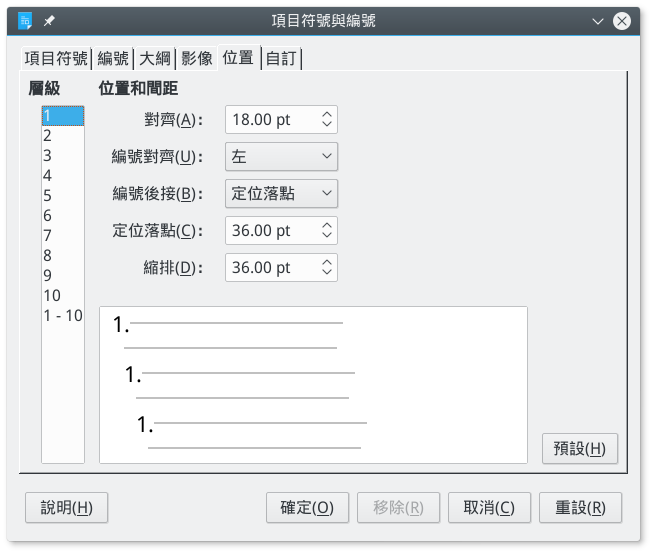 項目符號與編號
項目符號 編號 大綱 影像 位置 自訂
層級
1
2
3
4
5
6
7
8
9
10
1 - 10
位置和間距
對齊(A): 18.00 pt
編號對齊(U): 左
編號後接(B): 定位落點
定位落點(C): 36.00 pt
縮排(D): 36.00 pt
1.
1.
1.
預設(H)
說明(H) 確定(O) 移除(R) 取消(C) 重設(R)